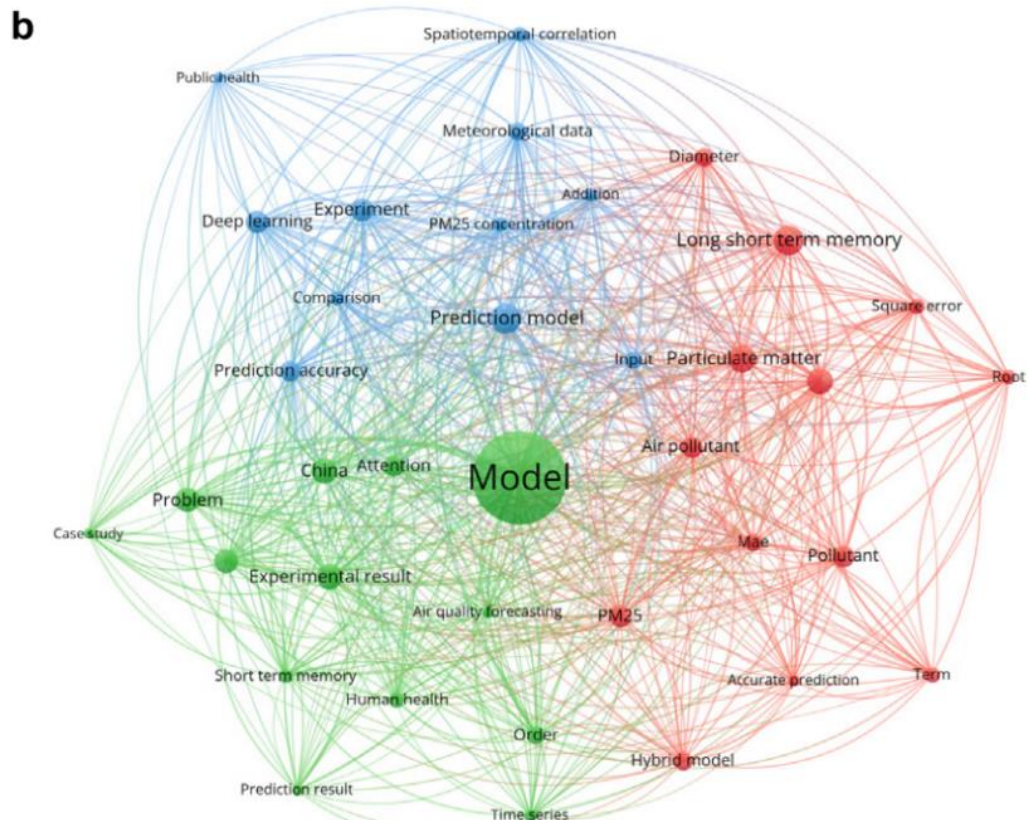 b
Spatiotemporal correlation
Public health
Meteorological data
Diameter
Addition
Experiment
Deep learning
PM25 concentration
Long short term memory
Comparison
Square error
Prediction model
Input
Particulate matter
Prediction accuracy
Root
Air pollutant
China
Attention
Model
Problem
Case study
Mae
Pollutant
Experimental result
Air quality forecasting
PM25
Short term memory
Accurate prediction
Term
Human health
Order
Hybrid model
Prediction result
Time series